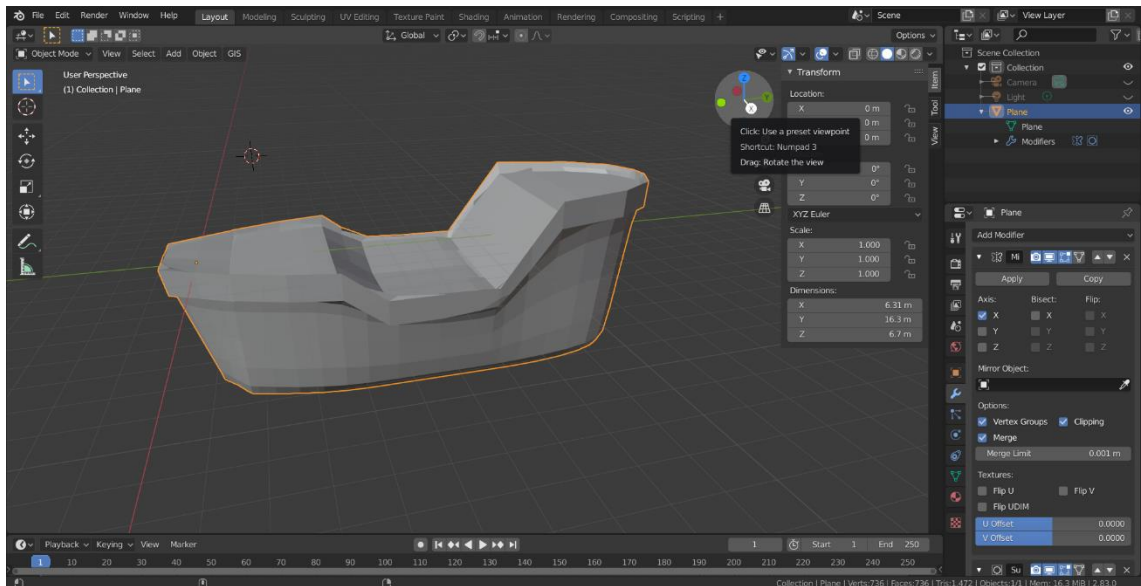 File Edit Render Window Help Layout Modeling Sculpting UV Editing Texture Paint Shading Animation Rendering Compositing Scripting + Scene View Layer
Global Options
Object Mode View Select Add Object GIS
User Perspective
(1) Collection | Plane
Z
Y
X
Click: Use a preset viewpoint
Shortcut: Numpad 3
Drag: Rotate the view
Transform
Location:
X 0 m
0 m
0 m
0°
Y 0°
Z 0°
XYZ Euler
Scale:
X 1.000
Y 1.000
Z 1.000
Dimensions:
X 6.31 m
Y 16.3 m
Z 6.7 m
Item
Tool
View
Scene Collection
Collection
Camera
Light
Plane
Plane
Modifiers
Plane
Add Modifier
Mi
Apply Copy
Axis: Bisect: Flip:
X X X
Y Y Y
Z Z Z
Mirror Object:
Options:
Vertex Groups Clipping
Merge
Merge Limit 0.001 m
Textures:
Flip U Flip V
Flip UDIM
U Offset 0.0000
V Offset 0.0000
Su
Playback Keying View Marker 1 Start 1 End 250
1 10 20 30 40 50 60 70 80 90 100 110 120 130 140 150 160 170 180 190 200 210 220 230 240 250
Collection | Plane | Verts:736 | Faces:736 | Tris:1,472 | Objects:1/1 | Mem: 16.3 MiB | 2.83.0